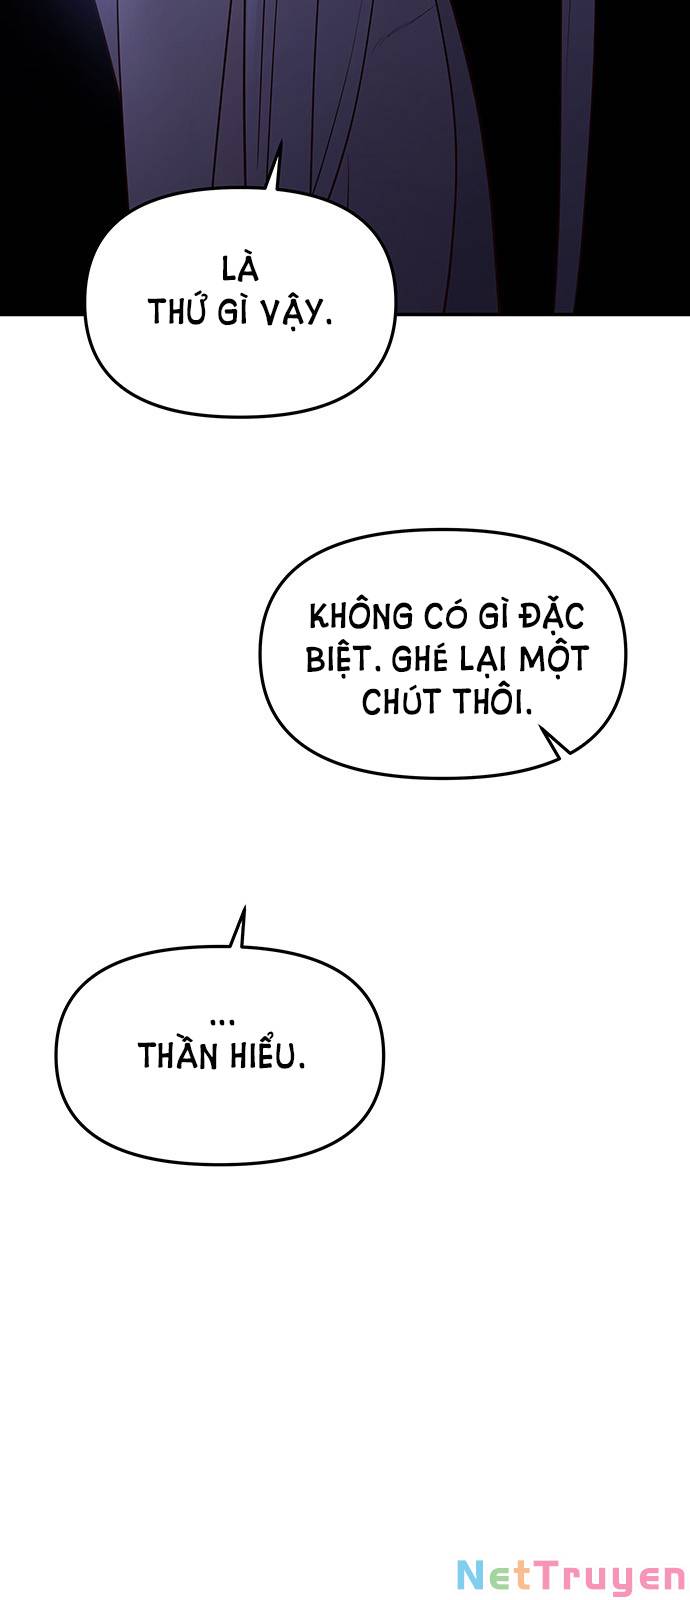 LÀ
THỨ GÌ VẬY.
KHÔNG CÓ GÌ ĐẶC
BIỆT. GHÉ LẠI MỘT
CHÚT THÔI.
...
THẦN HIỂU.
NetTruyen